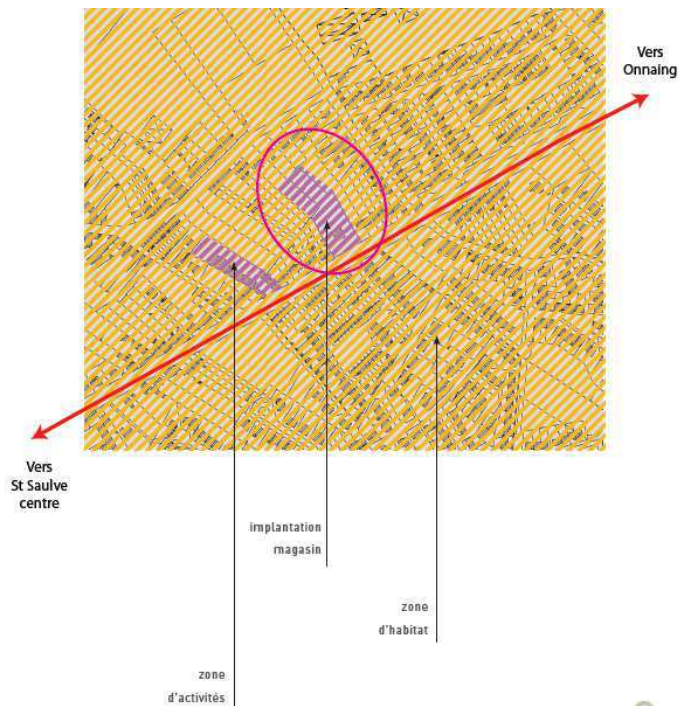 Vers
Onnaing
Vers
St Saulve
centre
implantation
magasin
zone
d'habitat
zone
d'activités